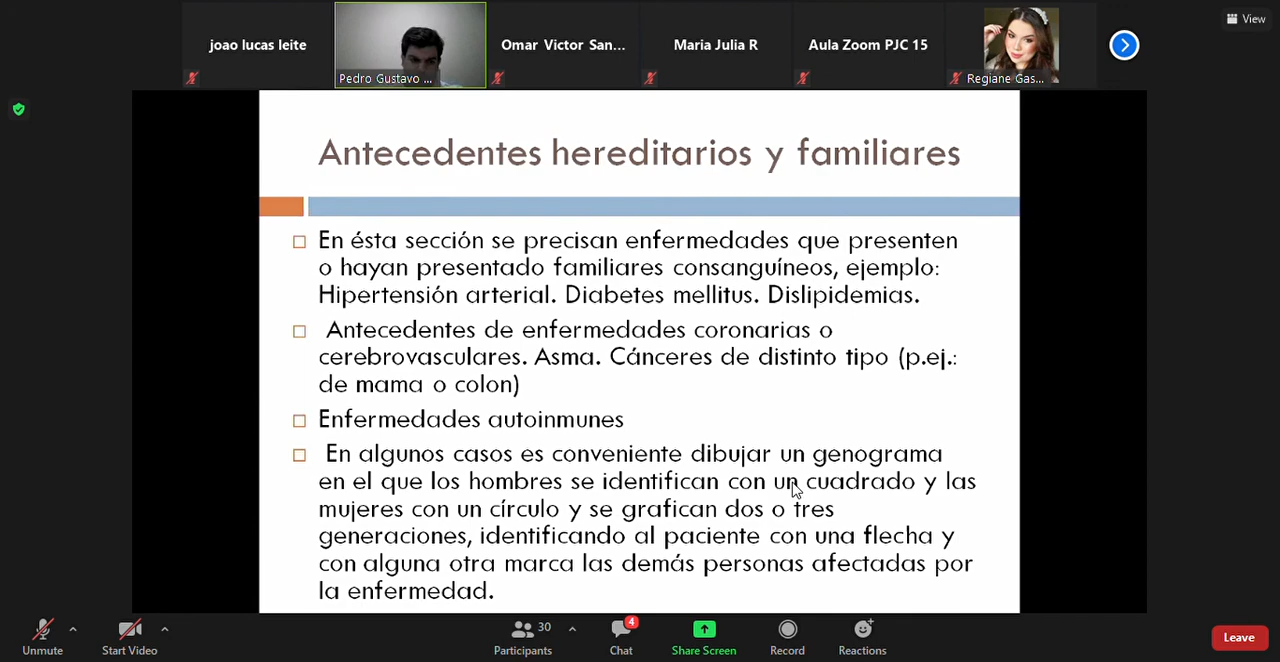 View
joao lucas leite
Pedro Gustavo ...
Omar Victor San...
Maria Julia R
Aula Zoom PJC 15
Regiane Gas...
Antecedentes hereditarios y familiares
En ésta sección se precisan enfermedades que presenten
o hayan presentado familiares consanguíneos, ejemplo:
Hipertensión arterial. Diabetes mellitus. Dislipidemias.
Antecedentes de enfermedades coronarias o
cerebrovasculares. Asma. Cánceres de distinto tipo (p.ej.:
de mama o colon)
Enfermedades autoinmunes
En algunos casos es conveniente dibujar un genograma
en el que los hombres se identifican con un cuadrado y las
mujeres con un círculo y se grafican dos o tres
generaciones, identificando al paciente con una flecha y
con alguna otra marca las demás personas afectadas por
la enfermedad.
Unmute
Start Video
30
Participants
4
Chat
Share Screen
Record
Reactions
Leave